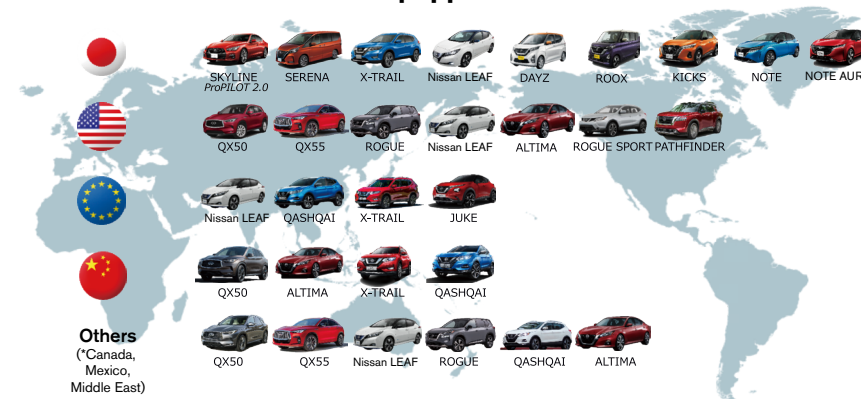 SKYLINE SERENA X-TRAIL Nissan LEAF DAYZ ROOX KICKS NOTE NOTE AUR
ProPILOT 2.0
QX50 QX55 ROGUE Nissan LEAF ALTIMA ROGUE SPORT PATHFINDER
Nissan LEAF QASHQAI X-TRAIL JUKE
QX50 ALTIMA X-TRAIL QASHQAI
Others
(*Canada,
Mexico,
Middle East)
QX50 QX55 Nissan LEAF ROGUE QASHQAI ALTIMA